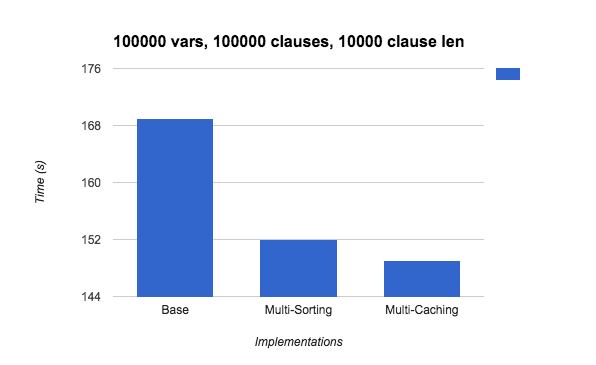 100000 vars, 100000 clauses, 10000 clause len
176
168
160
152
144
Time (s)
Base
Multi-Sorting
Multi-Caching
Implementations